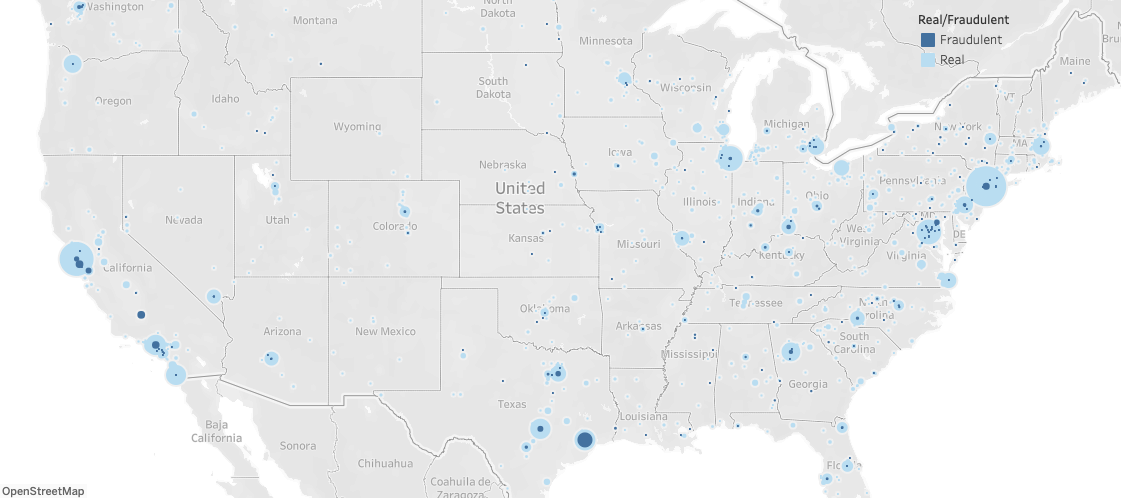 Washington
Montana
North
Dakota
Minnesota
Real/Fraudulent
Fraudulent
Real
Maine
Oregon
Idaho
South
Dakota
Wisconsin
VT
Michigan
New York
MA
Wyoming
Iowa
Nebraska
Pennsylvania
United
States
Nevada
Utah
Colorado
Kansas
Missouri
Illinois
Indiana
Ohio
West
Virginia
MD
DE
Virginia
California
Kentucky
Arizona
New Mexico
Oklahoma
Arkansas
Tennessee
North
Carolina
Mississippi
South
Carolina
Georgia
Texas
Louisiana
Baja
California
Sonora
Chihuahua
Coahuila de
Zaragoza
Florida
OpenStreetMap